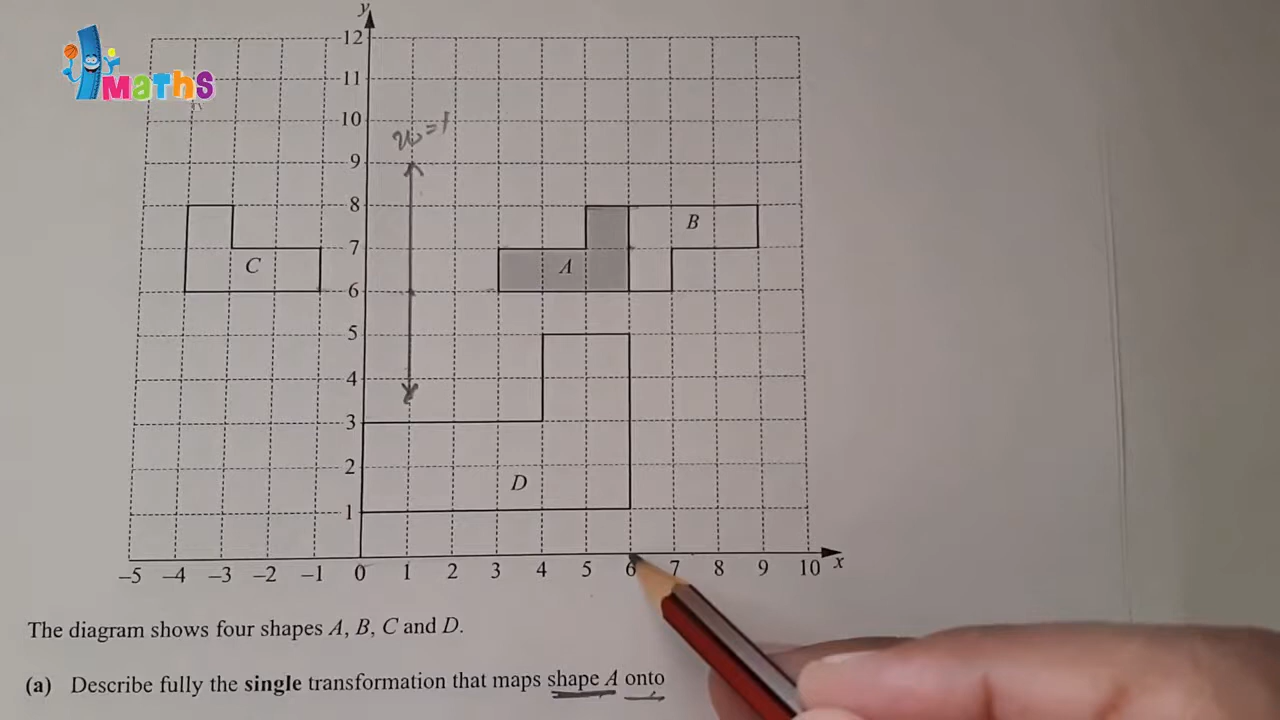 maths
y
12
11
10
9
8
7
6
5
4
3
2
1
=1
A
B
C
D
-5 -4 -3 -2 -1 0 1 2 3 4 5 6 7 8 9 10 x
The diagram shows four shapes A, B, C and D.
(a) Describe fully the single transformation that maps shape A onto